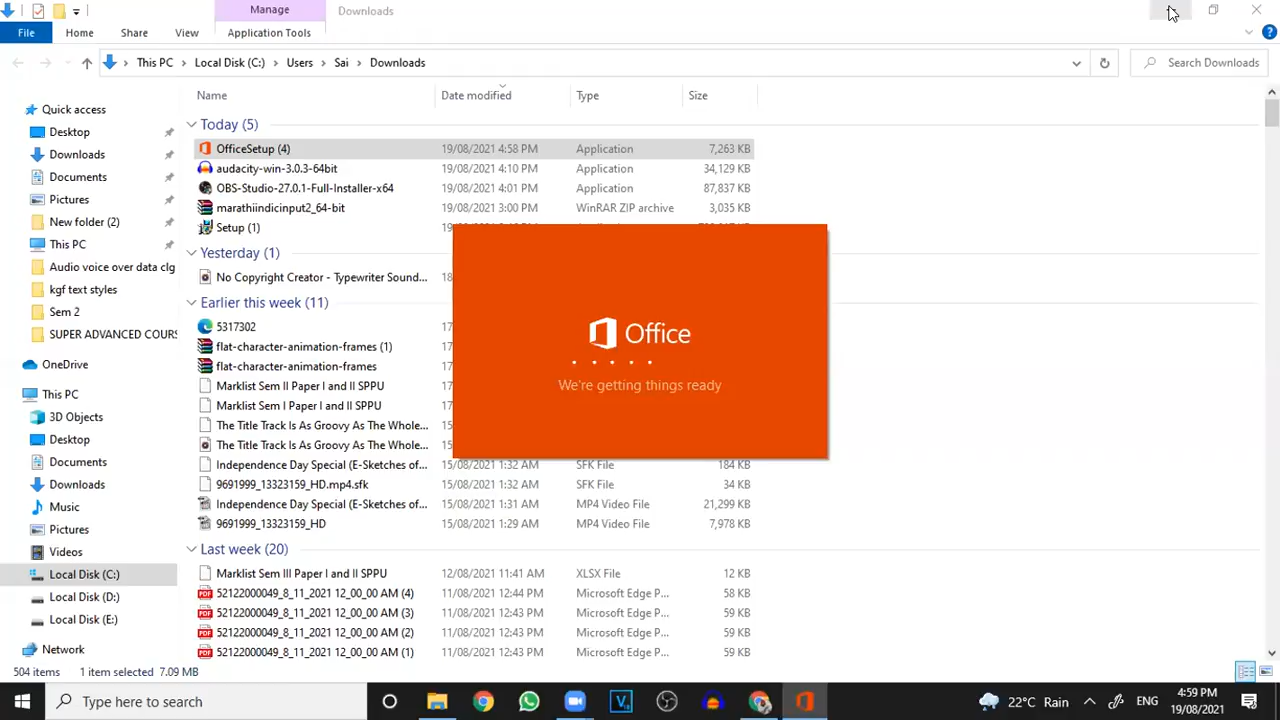 Manage
Downloads
File
Home
Share
View
Application Tools
This PC
Local Disk (C:)
Users
Sai
Downloads
Search Downloads
Name
Date modified
Type
Size
Quick access
Desktop
Downloads
Documents
Pictures
New folder (2)
This PC
Audio voice over data clg
kgf text styles
Sem 2
SUPER ADVANCED COURS
OneDrive
This PC
3D Objects
Desktop
Documents
Downloads
Music
Pictures
Videos
Local Disk (C:)
Local Disk (D:)
Local Disk (E:)
Network
Today (5)
OfficeSetup (4) 19/08/2021 4:58 PM Application 7,263 KB
audacity-win-3.0.3-64bit 19/08/2021 4:10 PM Application 34,129 KB
OBS-Studio-27.0.1-Full-Installer-x64 19/08/2021 4:01 PM Application 87,837 KB
marathiindicinput2_64-bit 19/08/2021 3:00 PM WinRAR ZIP archive 3,035 KB
Setup (1)
Yesterday (1)
No Copyright Creator - Typewriter Sound... 18
Earlier this week (11)
5317302 17
flat-character-animation-frames (1) 17
flat-character-animation-frames 17
Marklist Sem II Paper I and II SPPU 17
Marklist Sem I Paper I and II SPPU 17
The Title Track Is As Groovy As The Whole... 15
The Title Track Is As Groovy As The Whole... 15
Independence Day Special (E-Sketches of... 15/08/2021 1:32 AM SFK File 184 KB
9691999_13323159_HD.mp4.sfk 15/08/2021 1:32 AM SFK File 34 KB
Independence Day Special (E-Sketches of... 15/08/2021 1:31 AM MP4 Video File 21,299 KB
9691999_13323159_HD 15/08/2021 1:29 AM MP4 Video File 7,978 KB
Last week (20)
Marklist Sem III Paper I and II SPPU 12/08/2021 11:41 AM XLSX File 12 KB
52122000049_8_11_2021 12_00_00 AM (4) 11/08/2021 12:44 PM Microsoft Edge P... 58 KB
52122000049_8_11_2021 12_00_00 AM (3) 11/08/2021 12:43 PM Microsoft Edge P... 59 KB
52122000049_8_11_2021 12_00_00 AM (2) 11/08/2021 12:43 PM Microsoft Edge P... 59 KB
52122000049_8_11_2021 12_00_00 AM (1) 11/08/2021 12:43 PM Microsoft Edge P... 59 KB
Office
We're getting things ready
504 items 1 item selected 7.09 MB
Type here to search
22°C Rain
ENG
4:59 PM
19/08/2021